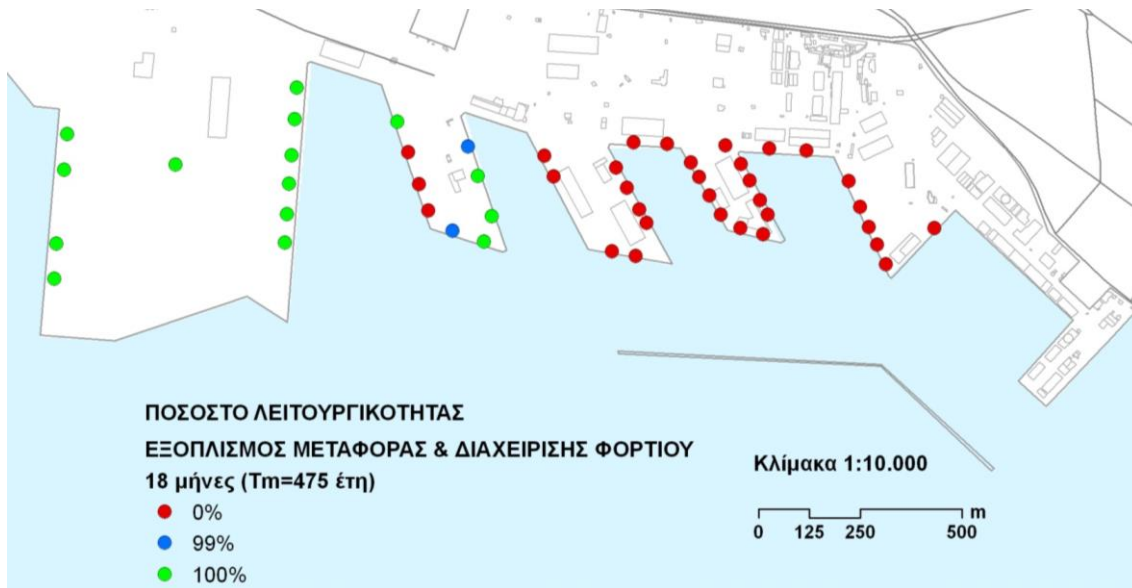 ΠΟΣΟΣΤΟ ΛΕΙΤΟΥΡΓΙΚΟΤΗΤΑΣ
ΕΞΟΠΛΙΣΜΟΣ ΜΕΤΑΦΟΡΑΣ & ΔΙΑΧΕΙΡΙΣΗΣ ΦΟΡΤΙΟΥ
18 μήνες (Tm=475 έτη)
0%
99%
100%
Κλίμακα 1:10.000
m
0 125 250 500